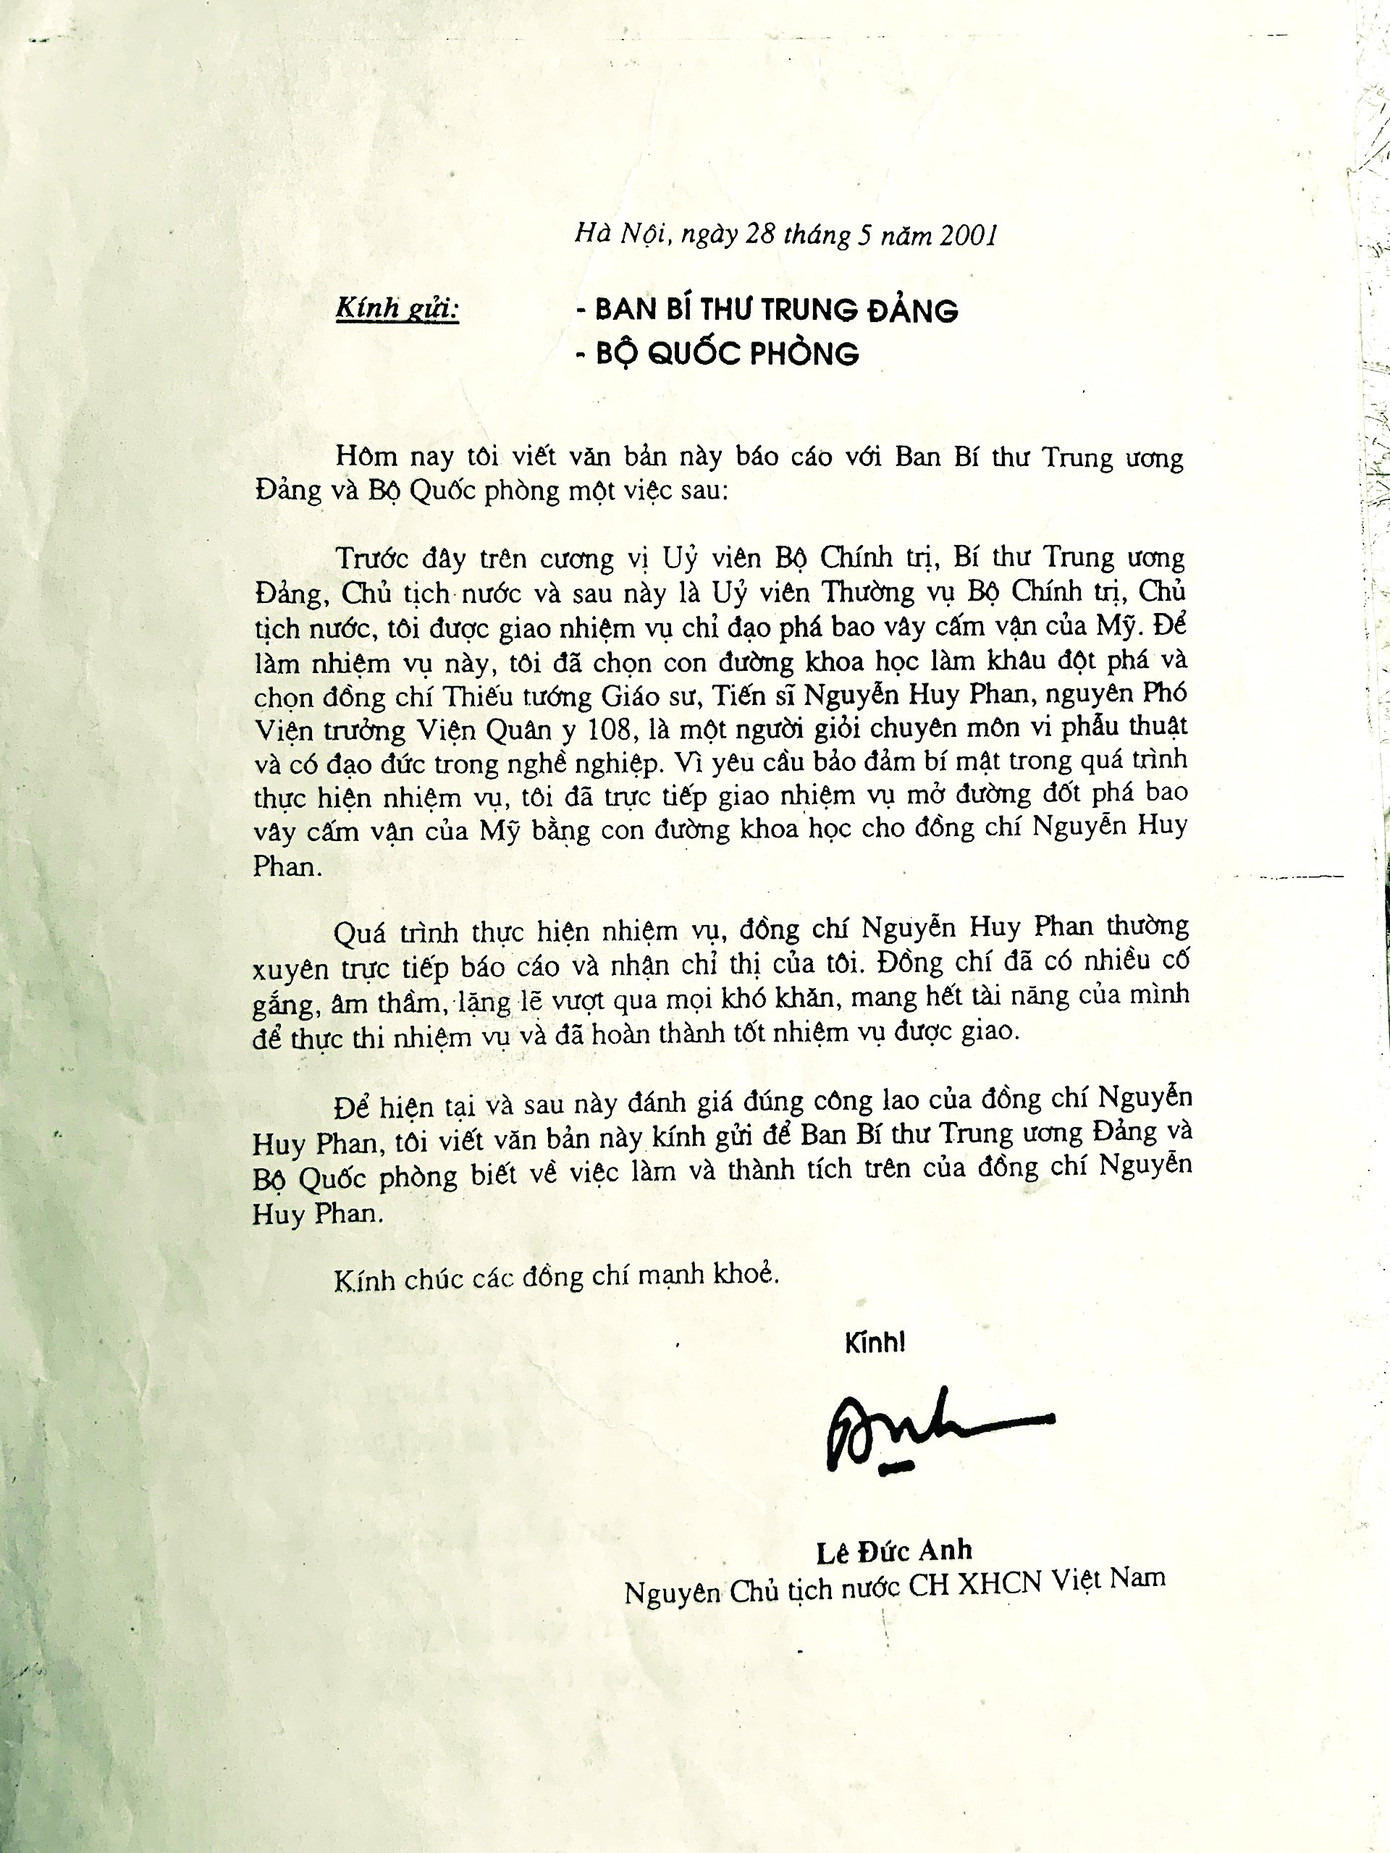 Hà Nội, ngày 28 tháng 5 năm 2001
Kính gửi: - BAN BÍ THƯ TRUNG ĐẢNG
- BỘ QUỐC PHÒNG
Hôm nay tôi viết văn bản này báo cáo với Ban Bí thư Trung ương
Đảng và Bộ Quốc phòng một việc sau:
Trước đây trên cương vị Uỷ viên Bộ Chính trị, Bí thư Trung ương
Đảng, Chủ tịch nước và sau này là Uỷ viên Thường vụ Bộ Chính trị, Chủ
tịch nước, tôi được giao nhiệm vụ chỉ đạo phá bao vây cấm vận của Mỹ. Để
làm nhiệm vụ này, tôi đã chọn con đường khoa học làm khâu đột phá và
chọn đồng chí Thiếu tướng Giáo sư, Tiến sĩ Nguyễn Huy Phan, nguyên Phó
Viện trưởng Viện Quân y 108, là một người giỏi chuyên môn vi phẫu thuật
và có đạo đức trong nghề nghiệp. Vì yêu cầu bảo đảm bí mật trong quá trình
thực hiện nhiệm vụ, tôi đã trực tiếp giao nhiệm vụ mở đường đốt phá bao
vây cấm vận của Mỹ bằng con đường khoa học cho đồng chí Nguyễn Huy
Phan.
Quá trình thực hiện nhiệm vụ, đồng chí Nguyễn Huy Phan thường
xuyên trực tiếp báo cáo và nhận chỉ thị của tôi. Đồng chí đã có nhiều cố
gắng, âm thầm, lặng lẽ vượt qua mọi khó khăn, mang hết tài năng của mình
để thực thi nhiệm vụ và đã hoàn thành tốt nhiệm vụ được giao.
Để hiện tại và sau này đánh giá đúng công lao của đồng chí Nguyễn
Huy Phan, tôi viết văn bản này kính gửi để Ban Bí thư Trung ương Đảng và
Bộ Quốc phòng biết về việc làm và thành tích trên của đồng chí Nguyễn
Huy Phan.
Kính chúc các đồng chí mạnh khoẻ.
Kính!
Anh
Lê Đức Anh
Nguyên Chủ tịch nước CH XHCN Việt Nam